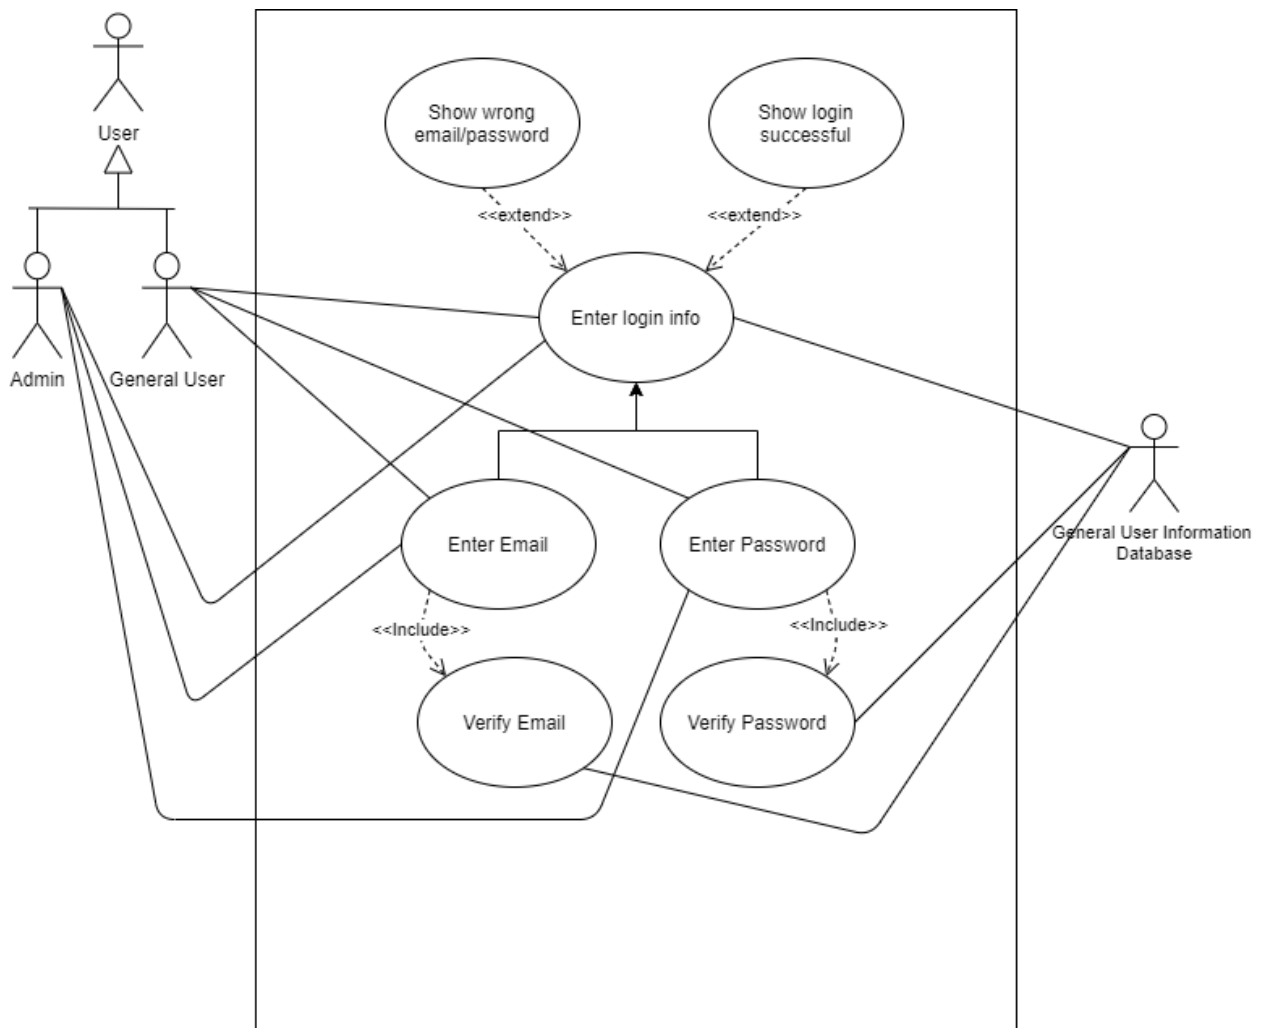 User
Show wrong
email/password
Show login
successful
<<extend>>
<<extend>>
Enter login info
Admin
General User
Enter Email
Enter Password
General User Information
Database
<<Include>>
<<Include>>
Verify Email
Verify Password